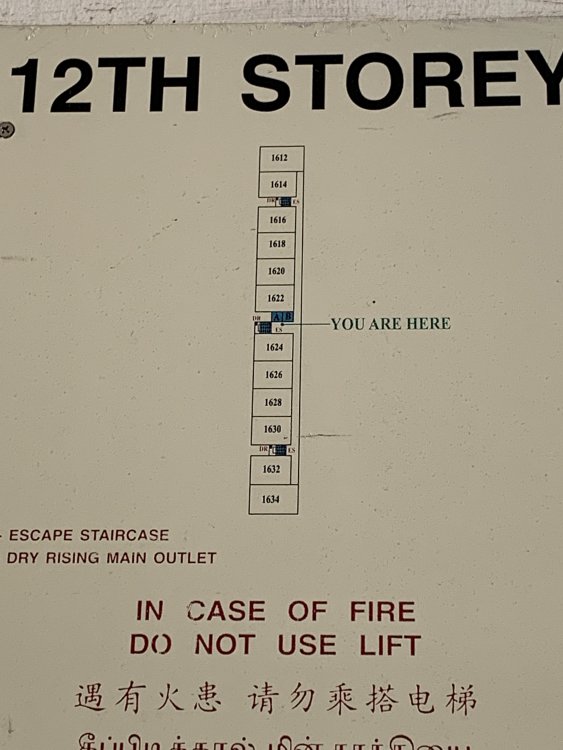 12TH STOREY
1612
1614
DR ES
1616
1618
1620
1622
DR A B
YOU ARE HERE
ES
1624
1626
1628
1630
DR ES
1632
1634
- ESCAPE STAIRCASE
DRY RISING MAIN OUTLET
IN CASE OF FIRE
DO NOT USE LIFT
遇有火患 请勿乘搭电梯